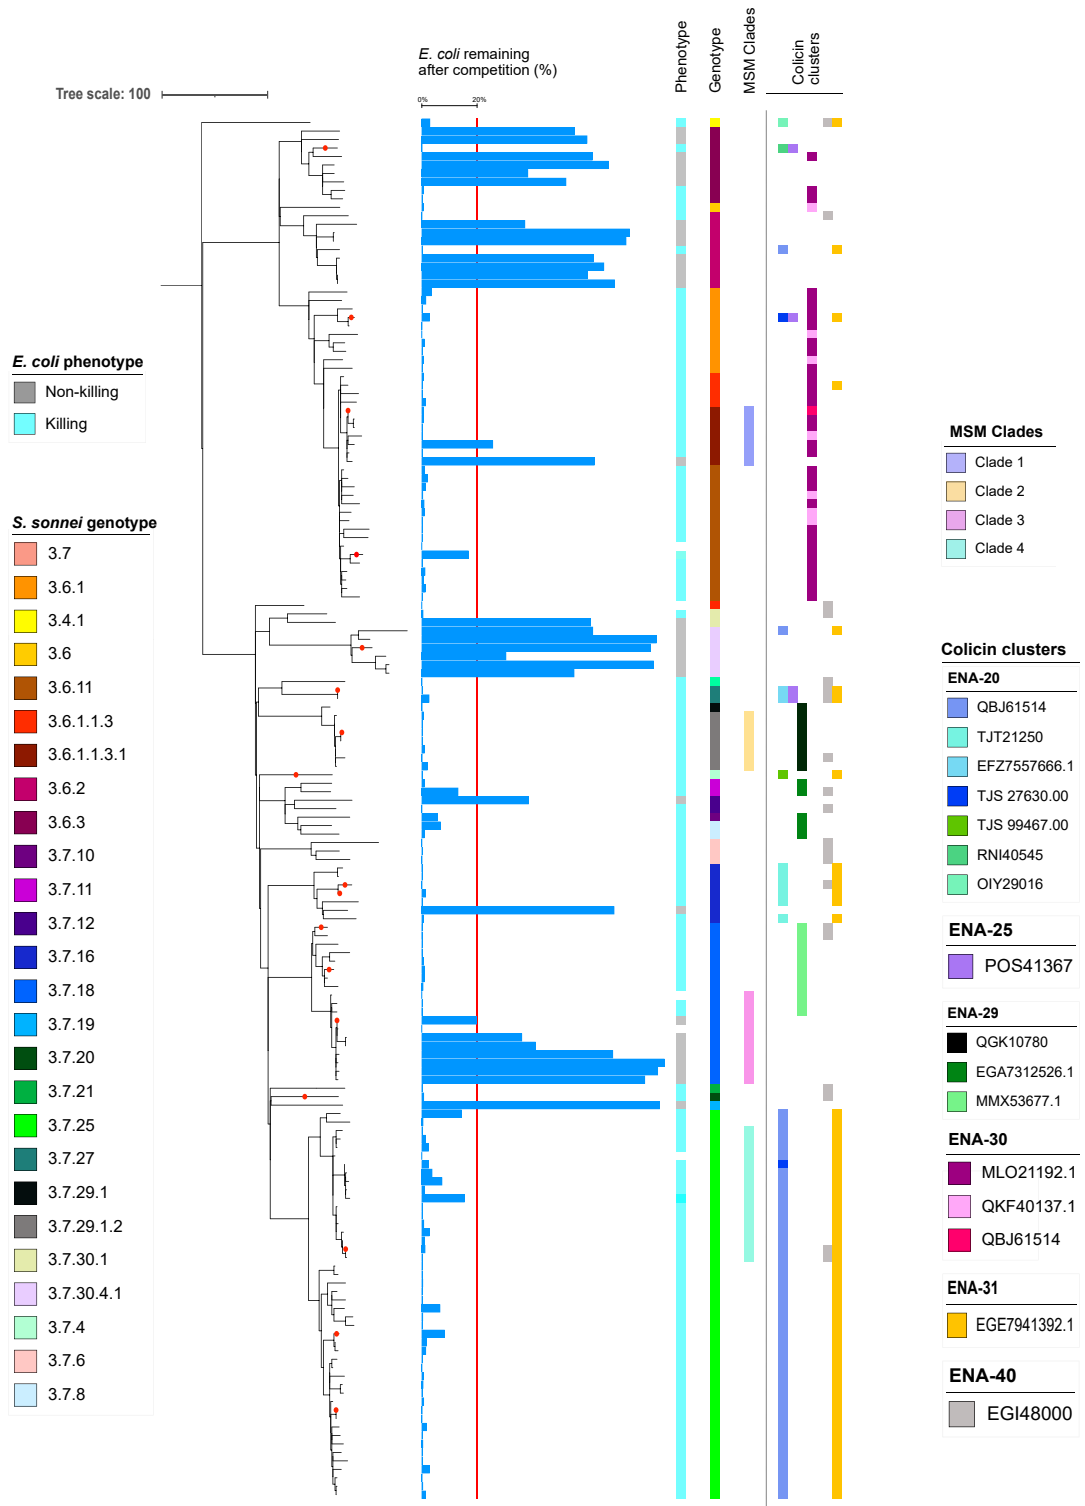 E. coli remaining
after competition (%)
Phenotype
Genotype
MSM Clades
Colicin
clusters
Tree scale: 100
0%
20%
E. coli phenotype
Non-killing
Killing
S. sonnei genotype
3.7
3.6.1
3.4.1
3.6
3.6.11
3.6.1.1.3
3.6.1.1.3.1
3.6.2
3.6.3
3.7.10
3.7.11
3.7.12
3.7.16
3.7.18
3.7.19
3.7.20
3.7.21
3.7.25
3.7.27
3.7.29.1
3.7.29.1.2
3.7.30.1
3.7.30.4.1
3.7.4
3.7.6
3.7.8
MSM Clades
Clade 1
Clade 2
Clade 3
Clade 4
Colicin clusters
ENA-20
QBJ61514
TJT21250
EFZ7557666.1
TJS 27630.00
TJS 99467.00
RNI40545
OIY29016
ENA-25
POS41367
ENA-29
QGK10780
EGA7312526.1
MMX53677.1
ENA-30
MLO21192.1
QKF40137.1
QBJ61514
ENA-31
EGE7941392.1
ENA-40
EGI48000